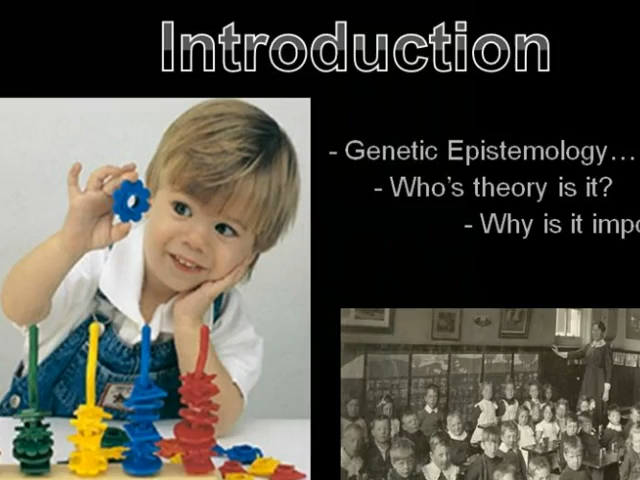 Introduction
- Genetic Epistemology…
- Who's theory is it?
- Why is it